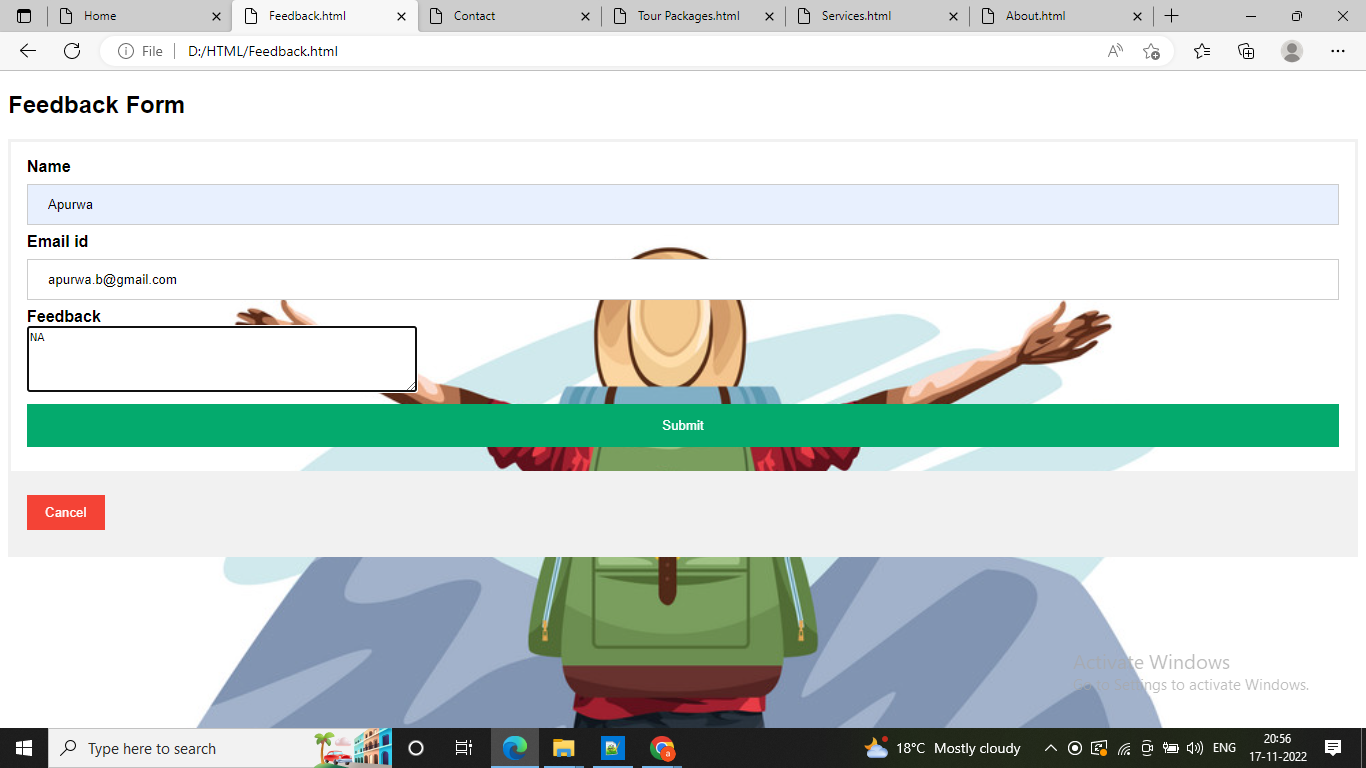 Home
Feedback.html
Contact
Tour Packages.html
Services.html
About.html
File
D:/HTML/Feedback.html
Feedback Form
Name
Apurwa
Email id
apurwa.b@gmail.com
Feedback
NA
Submit
Cancel
Activate Windows
Go to Settings to activate Windows.
Type here to search
18°C Mostly cloudy
ENG
20:56
17-11-2022